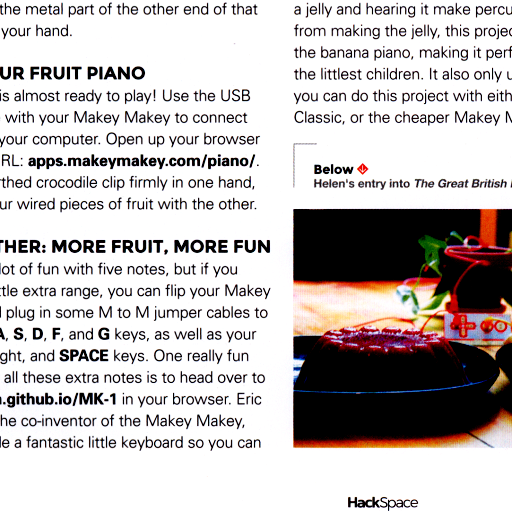 the metal part of the other end of that
your hand.
UR FRUIT PIANO
is almost ready to play! Use the USB
with your Makey Makey to connect
your computer. Open up your browser
RL: apps.makeymakey.com/piano/.
rthed crocodile clip firmly in one hand,
ur wired pieces of fruit with the other.
THER: MORE FRUIT, MORE FUN
lot of fun with five notes, but if you
ttle extra range, you can flip your Makey
d plug in some M to M jumper cables to
A, S, D, F, and G keys, as well as your
ght, and SPACE keys. One really fun
all these extra notes is to head over to
.github.io/MK-1 in your browser. Eric
he co-inventor of the Makey Makey,
de a fantastic little keyboard so you can
a jelly and hearing it make percu
from making the jelly, this projec
the banana piano, making it perf
the littlest children. It also only u
you can do this project with eith
Classic, or the cheaper Makey M
Below
Helen's entry into The Great British
HackSpace